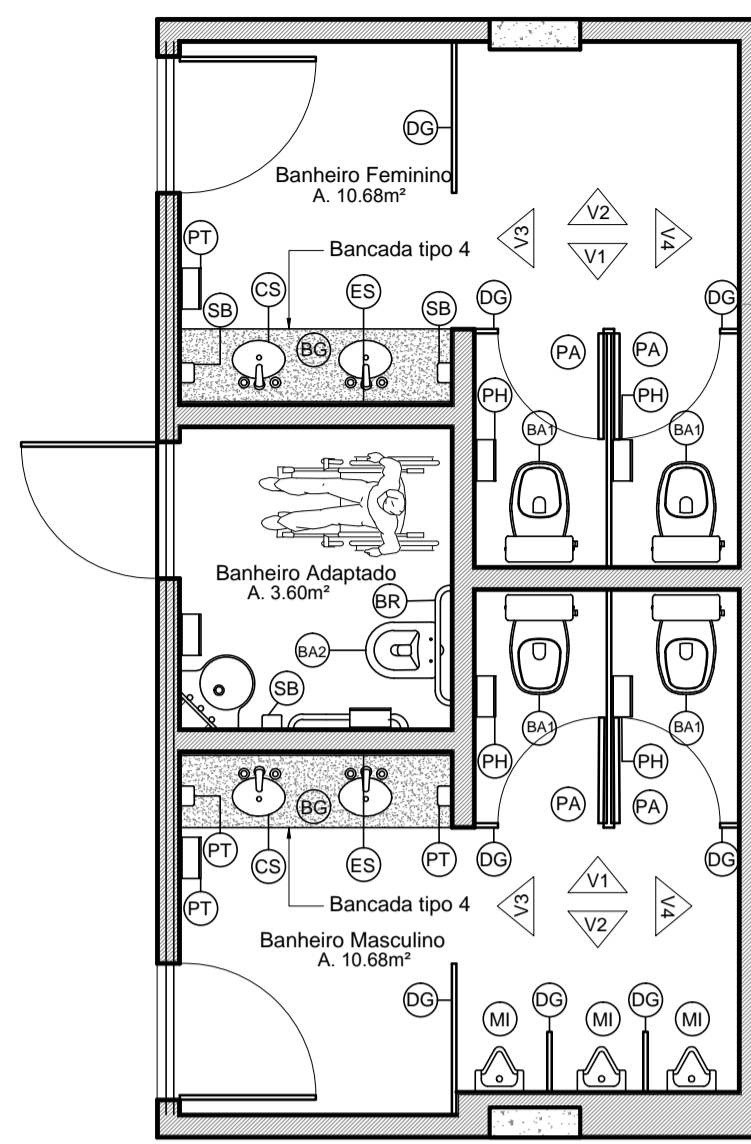 DG
Banheiro Feminino
A. 10.68m²
V2
V3
V4
V1
PT
Bancada tipo 4
CS
ES
SB
SB
DG
DG
BG
PA
PA
PH
PH
BA1
BA1
Banheiro Adaptado
A. 3.60m²
BR
BA2
SB
BA1
BA1
PH
PH
BG
PA
PA
PT
CS
ES
PT
DG
DG
V1
V3
V4
V2
PT
Bancada tipo 4
Banheiro Masculino
A. 10.68m²
DG
DG
DG
MI
MI
MI